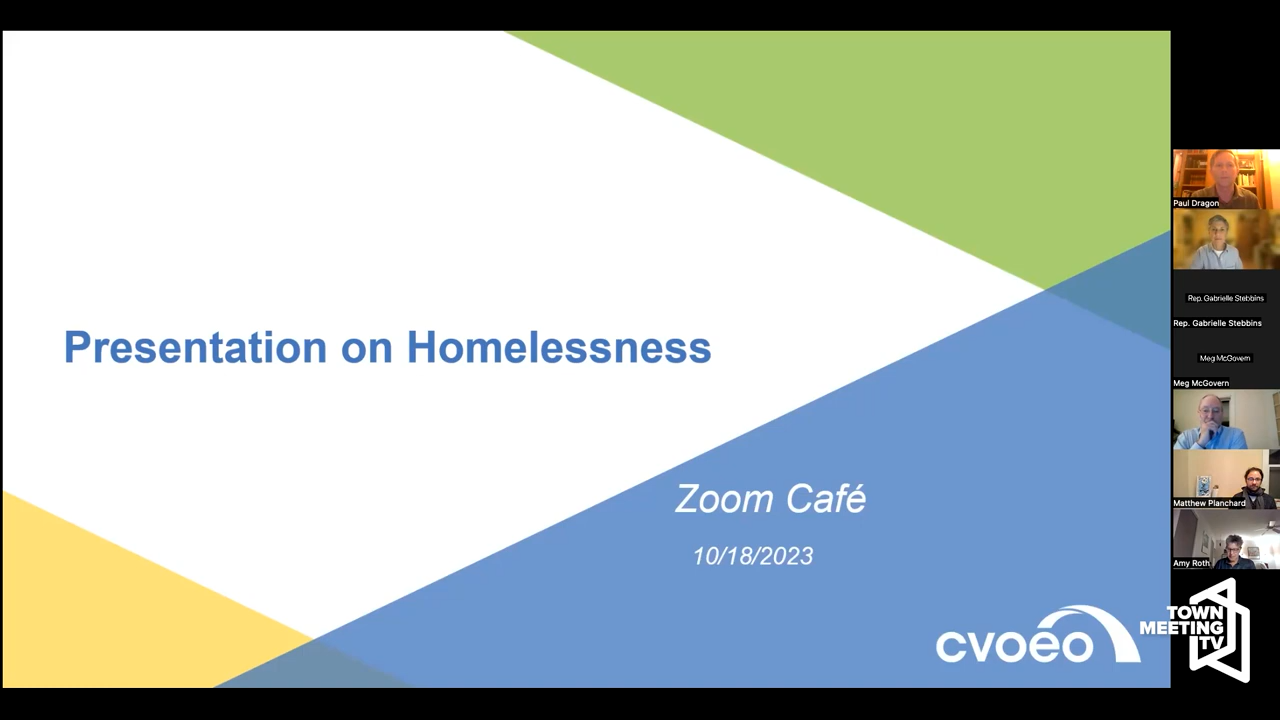 Presentation on Homelessness
Zoom Café
10/18/2023
cvoeo
Paul Dragon
Rep. Gabrielle Stebbins
Rep. Gabrielle Stebbins
Meg McGovern
Meg McGovern
Matthew Planchard
Amy Roth
TOWN
MEETING
TV